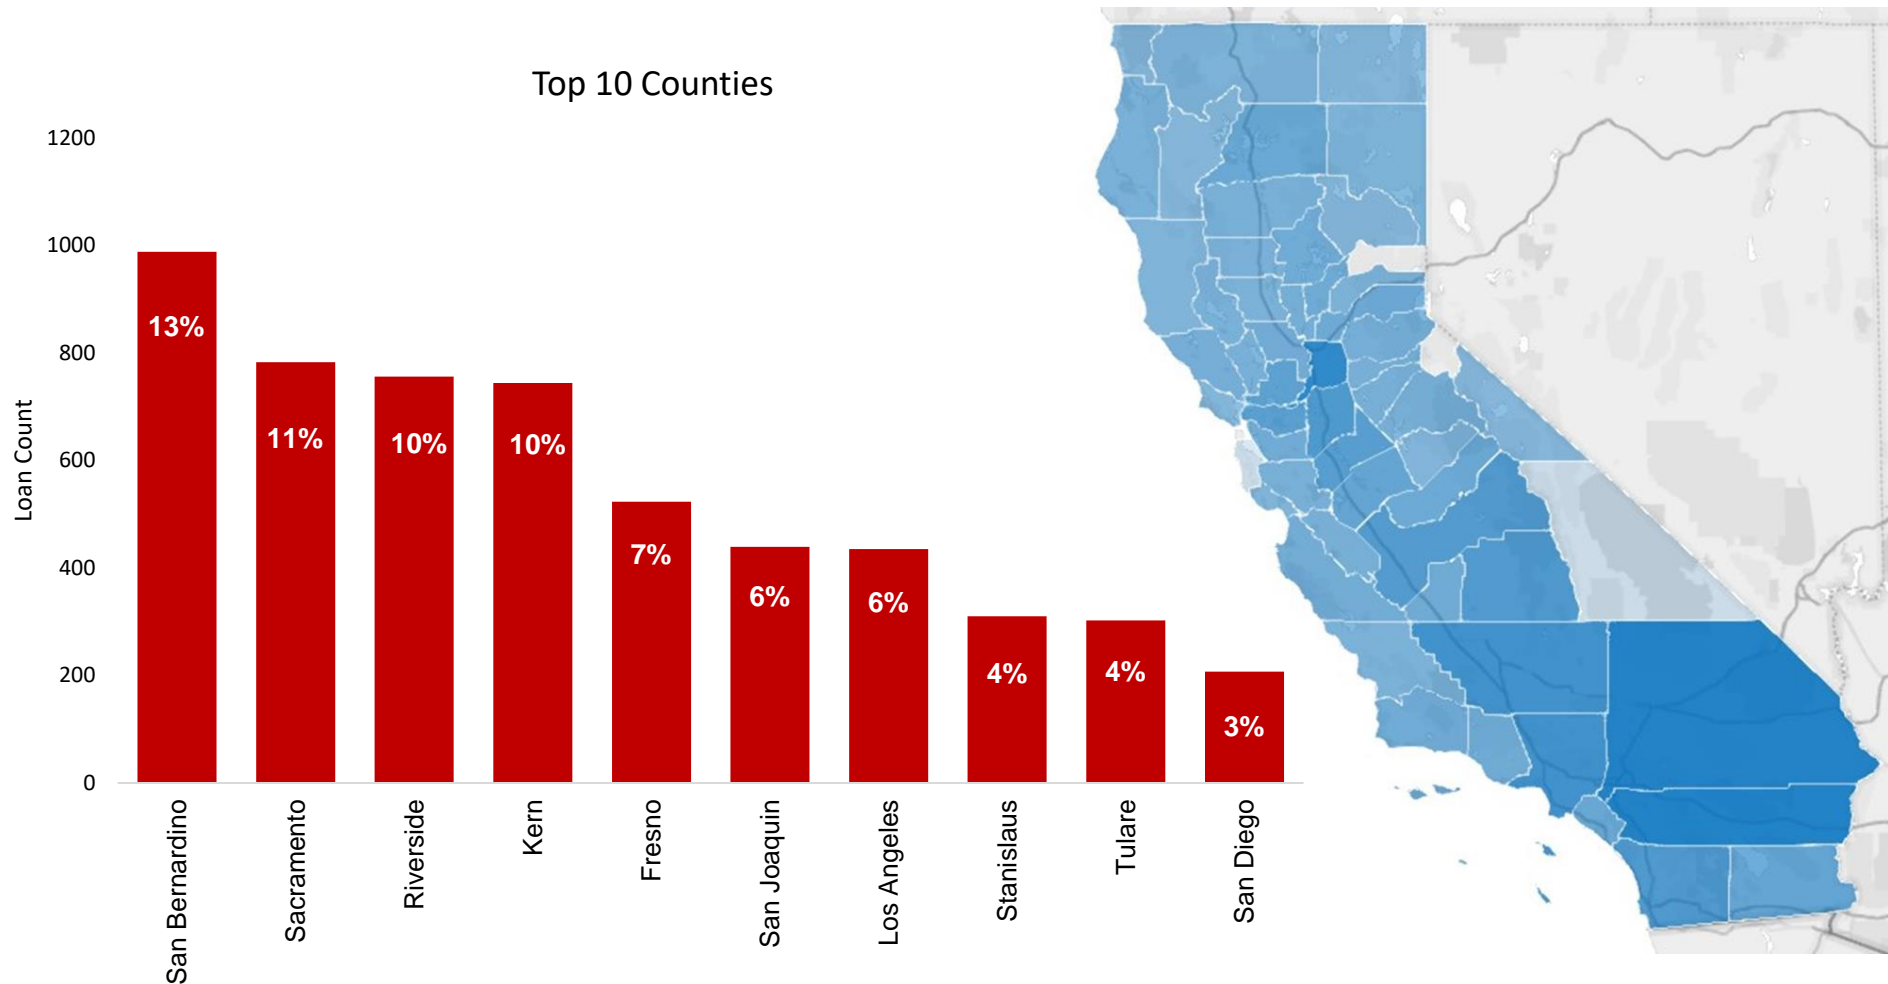 Top 10 Counties
1200
1000
800
600
400
200
0
Loan Count
13%
11%
10%
10%
7%
6%
6%
4%
4%
3%
San Bernardino
Sacramento
Riverside
Kern
Fresno
San Joaquin
Los Angeles
Stanislaus
Tulare
San Diego